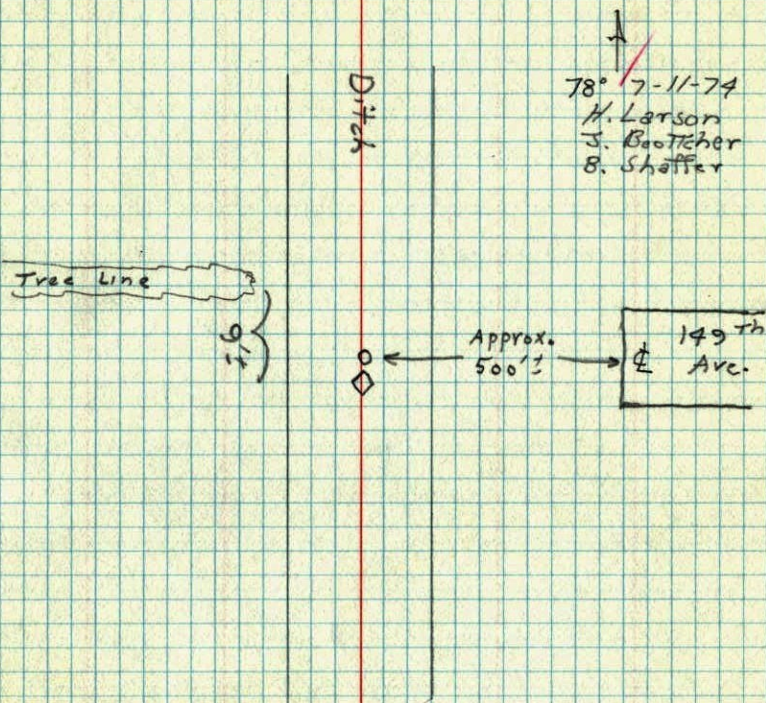 Ditch
78° 7-11-74
H. Larson
J. Boettcher
B. Shaffer
Tree Line
Approx.
500'±
149Th
℄ Ave.